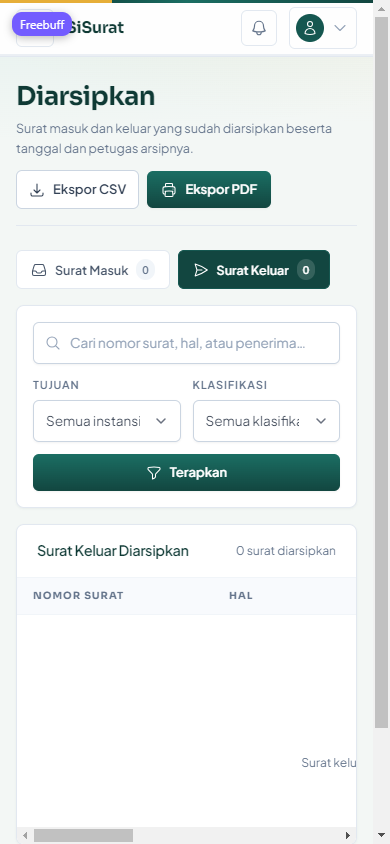 Freebuff
SiSurat
Diarsipkan
Surat masuk dan keluar yang sudah diarsipkan beserta
tanggal dan petugas arsipnya.
Ekspor CSV
Ekspor PDF
Surat Masuk 0
Surat Keluar 0
Cari nomor surat, hal, atau penerima...
TUJUAN
KLASIFIKASI
Semua instansi
Semua klasifika
Terapkan
Surat Keluar Diarsipkan
0 surat diarsipkan
NOMOR SURAT
HAL
Surat kelu